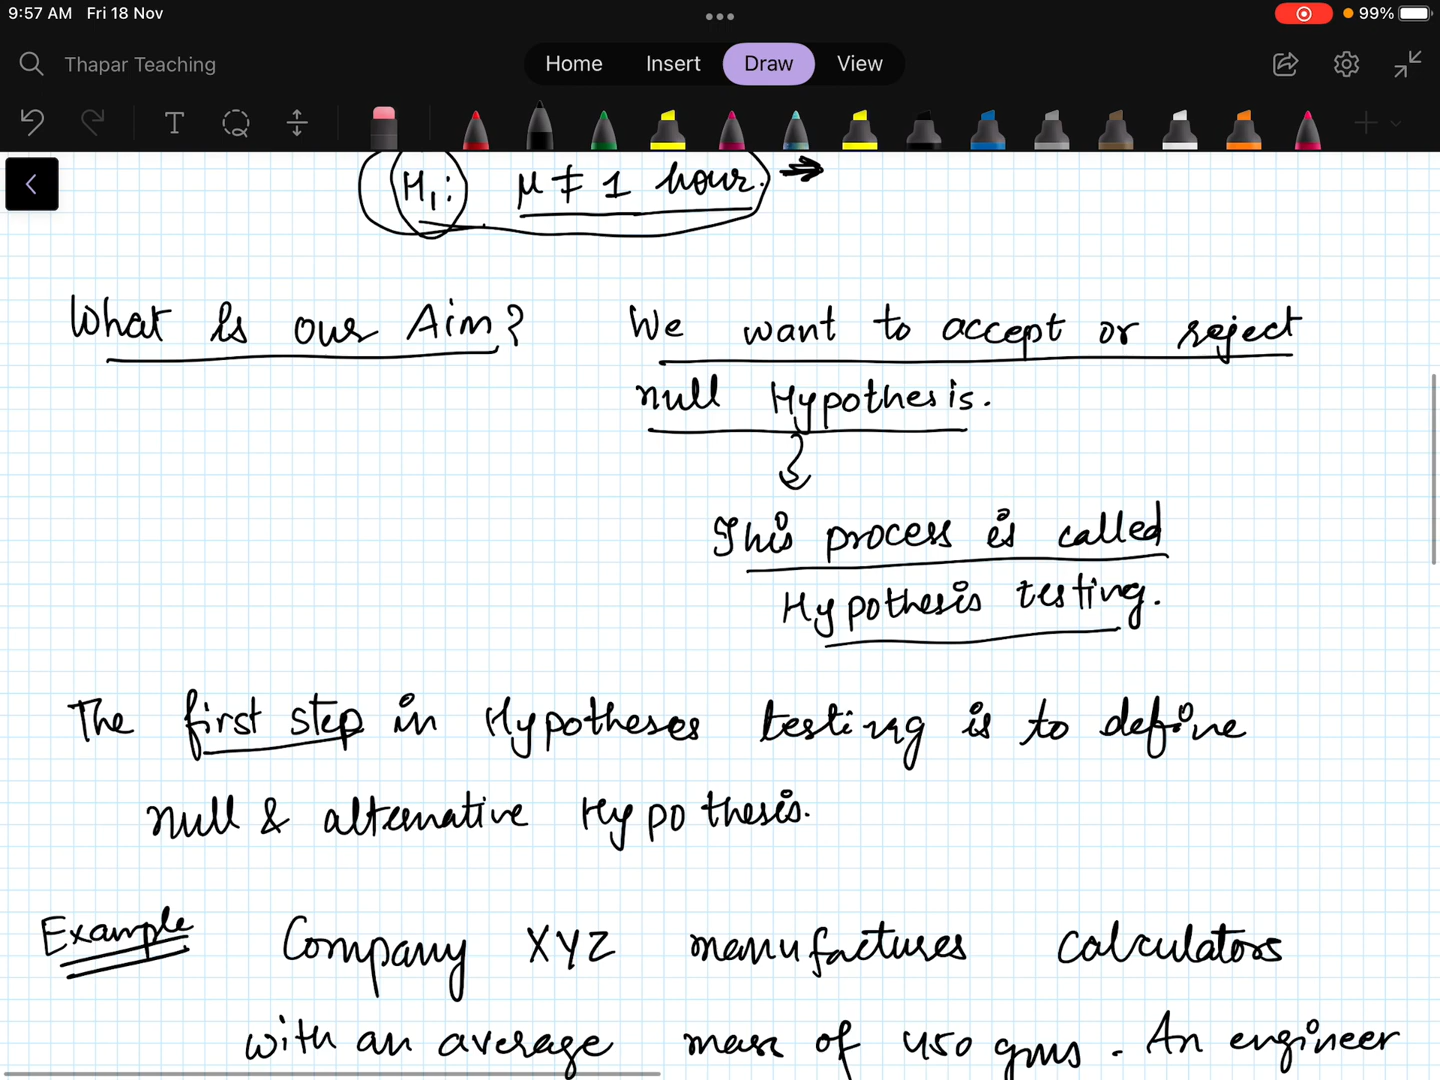 9:57 AM Fri 18 Nov
99%
Thapar Teaching
Home Insert Draw View
H₁: μ ≠ 1 hour.
What is our Aim? We want to accept or reject
null Hypothesis.
This process is called
Hypothesis testing.
The first step in Hypotheses testing is to define
null & alternative Hypothesis.
Example Company XYZ manufactures calculators
with an average mass of 450 gms. An engineer